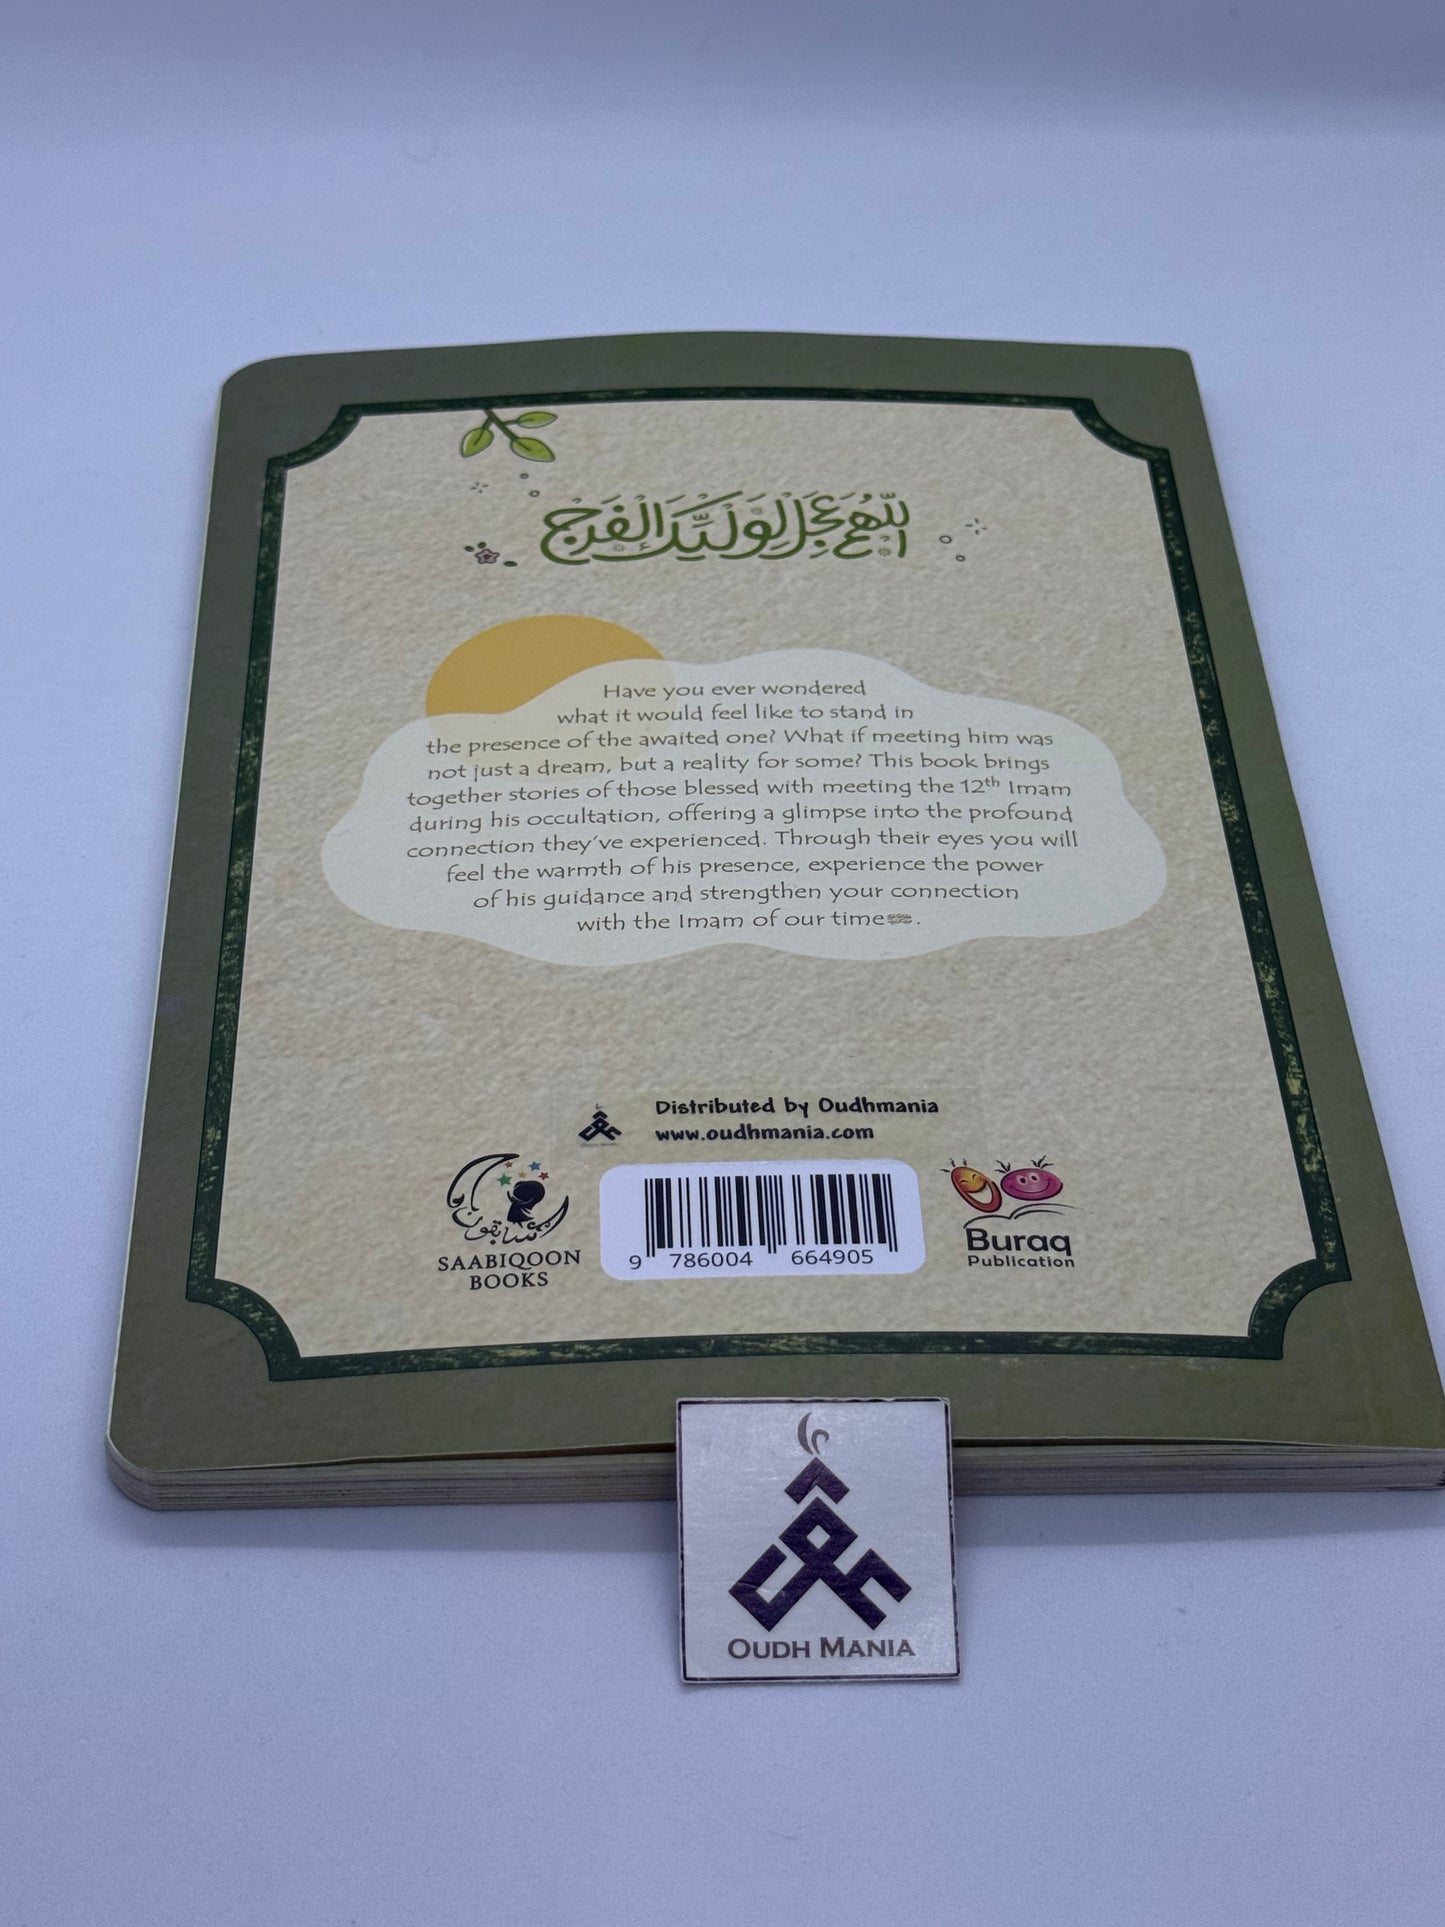 اللّهُمَّ عَجِّلْ لِوَلِيِّكَ الْفَرَج
Have you ever wondered
what it would feel like to stand in
the presence of the awaited one? What if meeting him was
not just a dream, but a reality for some? This book brings
together stories of those blessed with meeting the 12th Imam
during his occultation, offering a glimpse into the profound
connection they've experienced. Through their eyes you will
feel the warmth of his presence, experience the power
of his guidance and strengthen your connection
with the Imam of our time.
Distributed by Oudhmania
www.oudhmania.com
سابقون
SAABIQOON
BOOKS
9 786004 664905
Buraq
Publication
OUDH MANIA